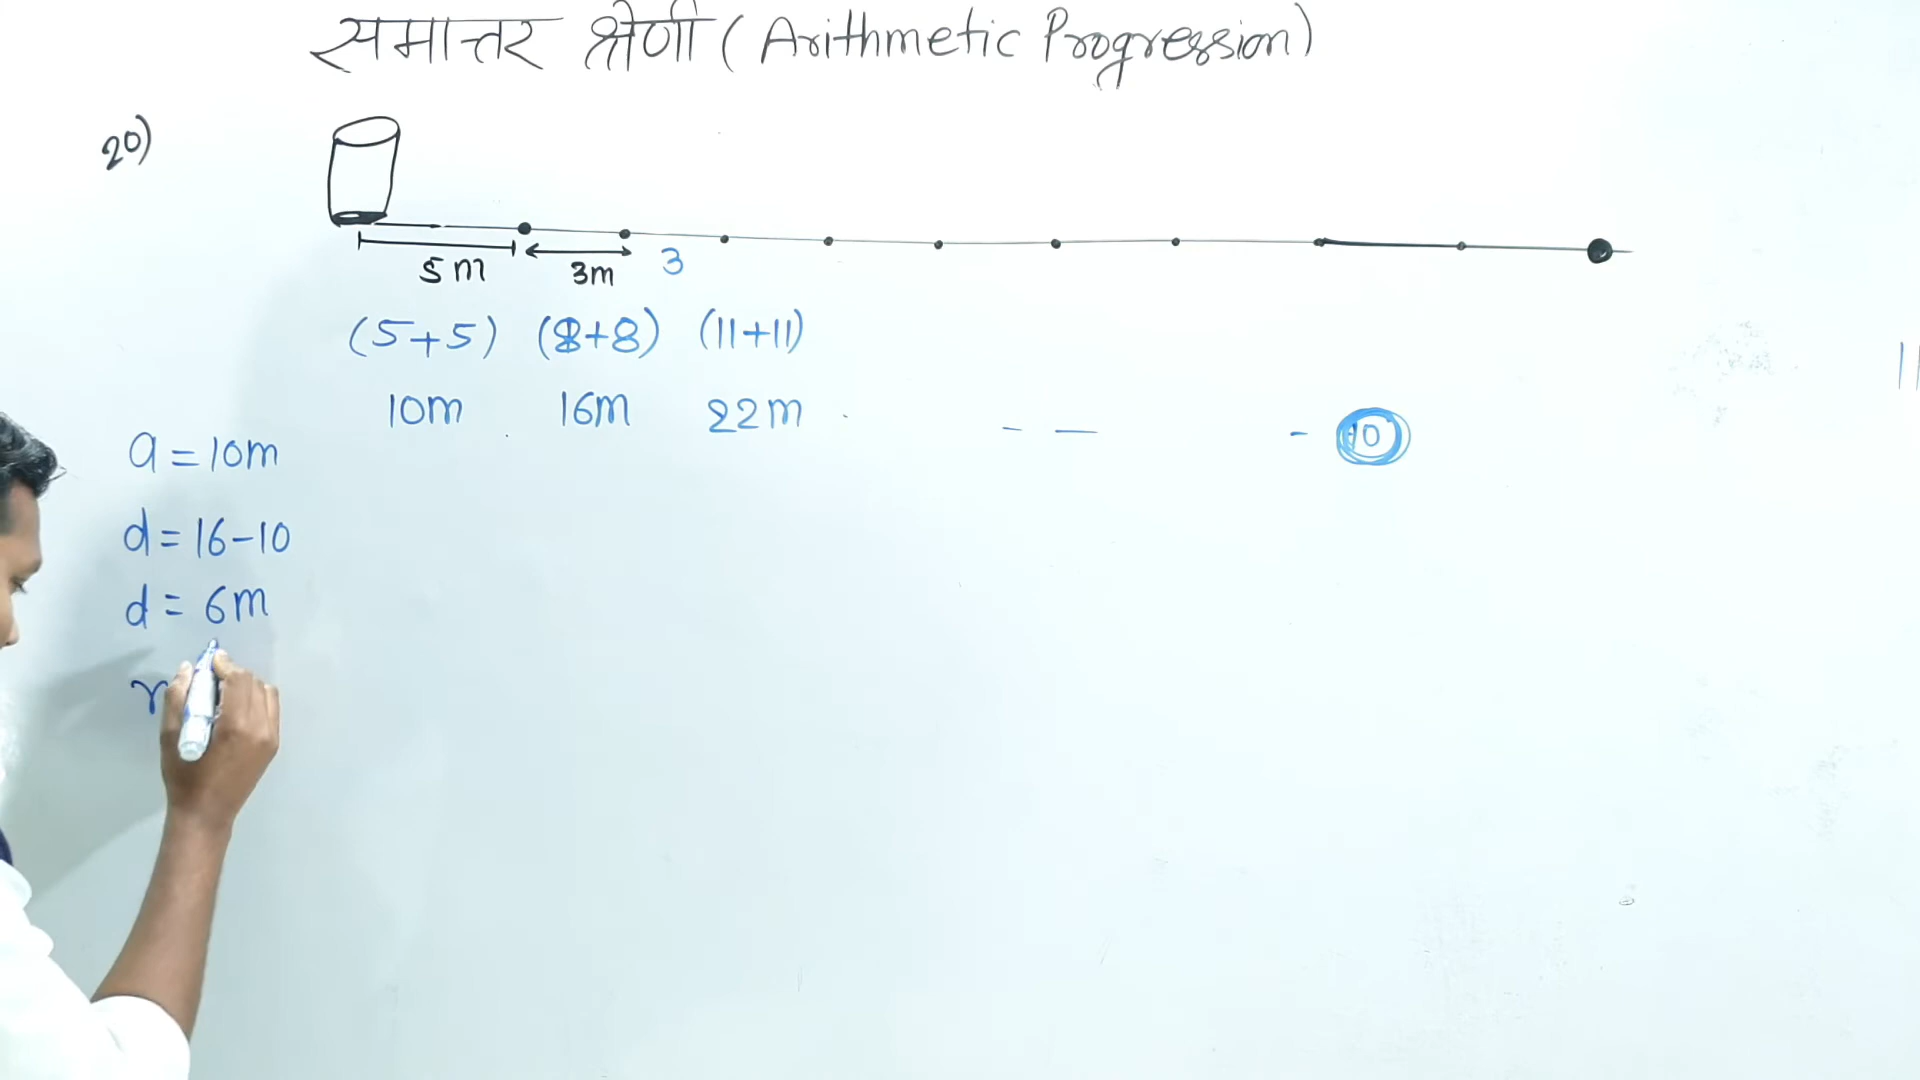 समान्तर श्रेणी (Arithmetic Progression)
20)
5m 3m 3
(5+5) (8+8) (11+11)
10m 16m 22m - — - 10
a = 10m
d = 16-10
d = 6m